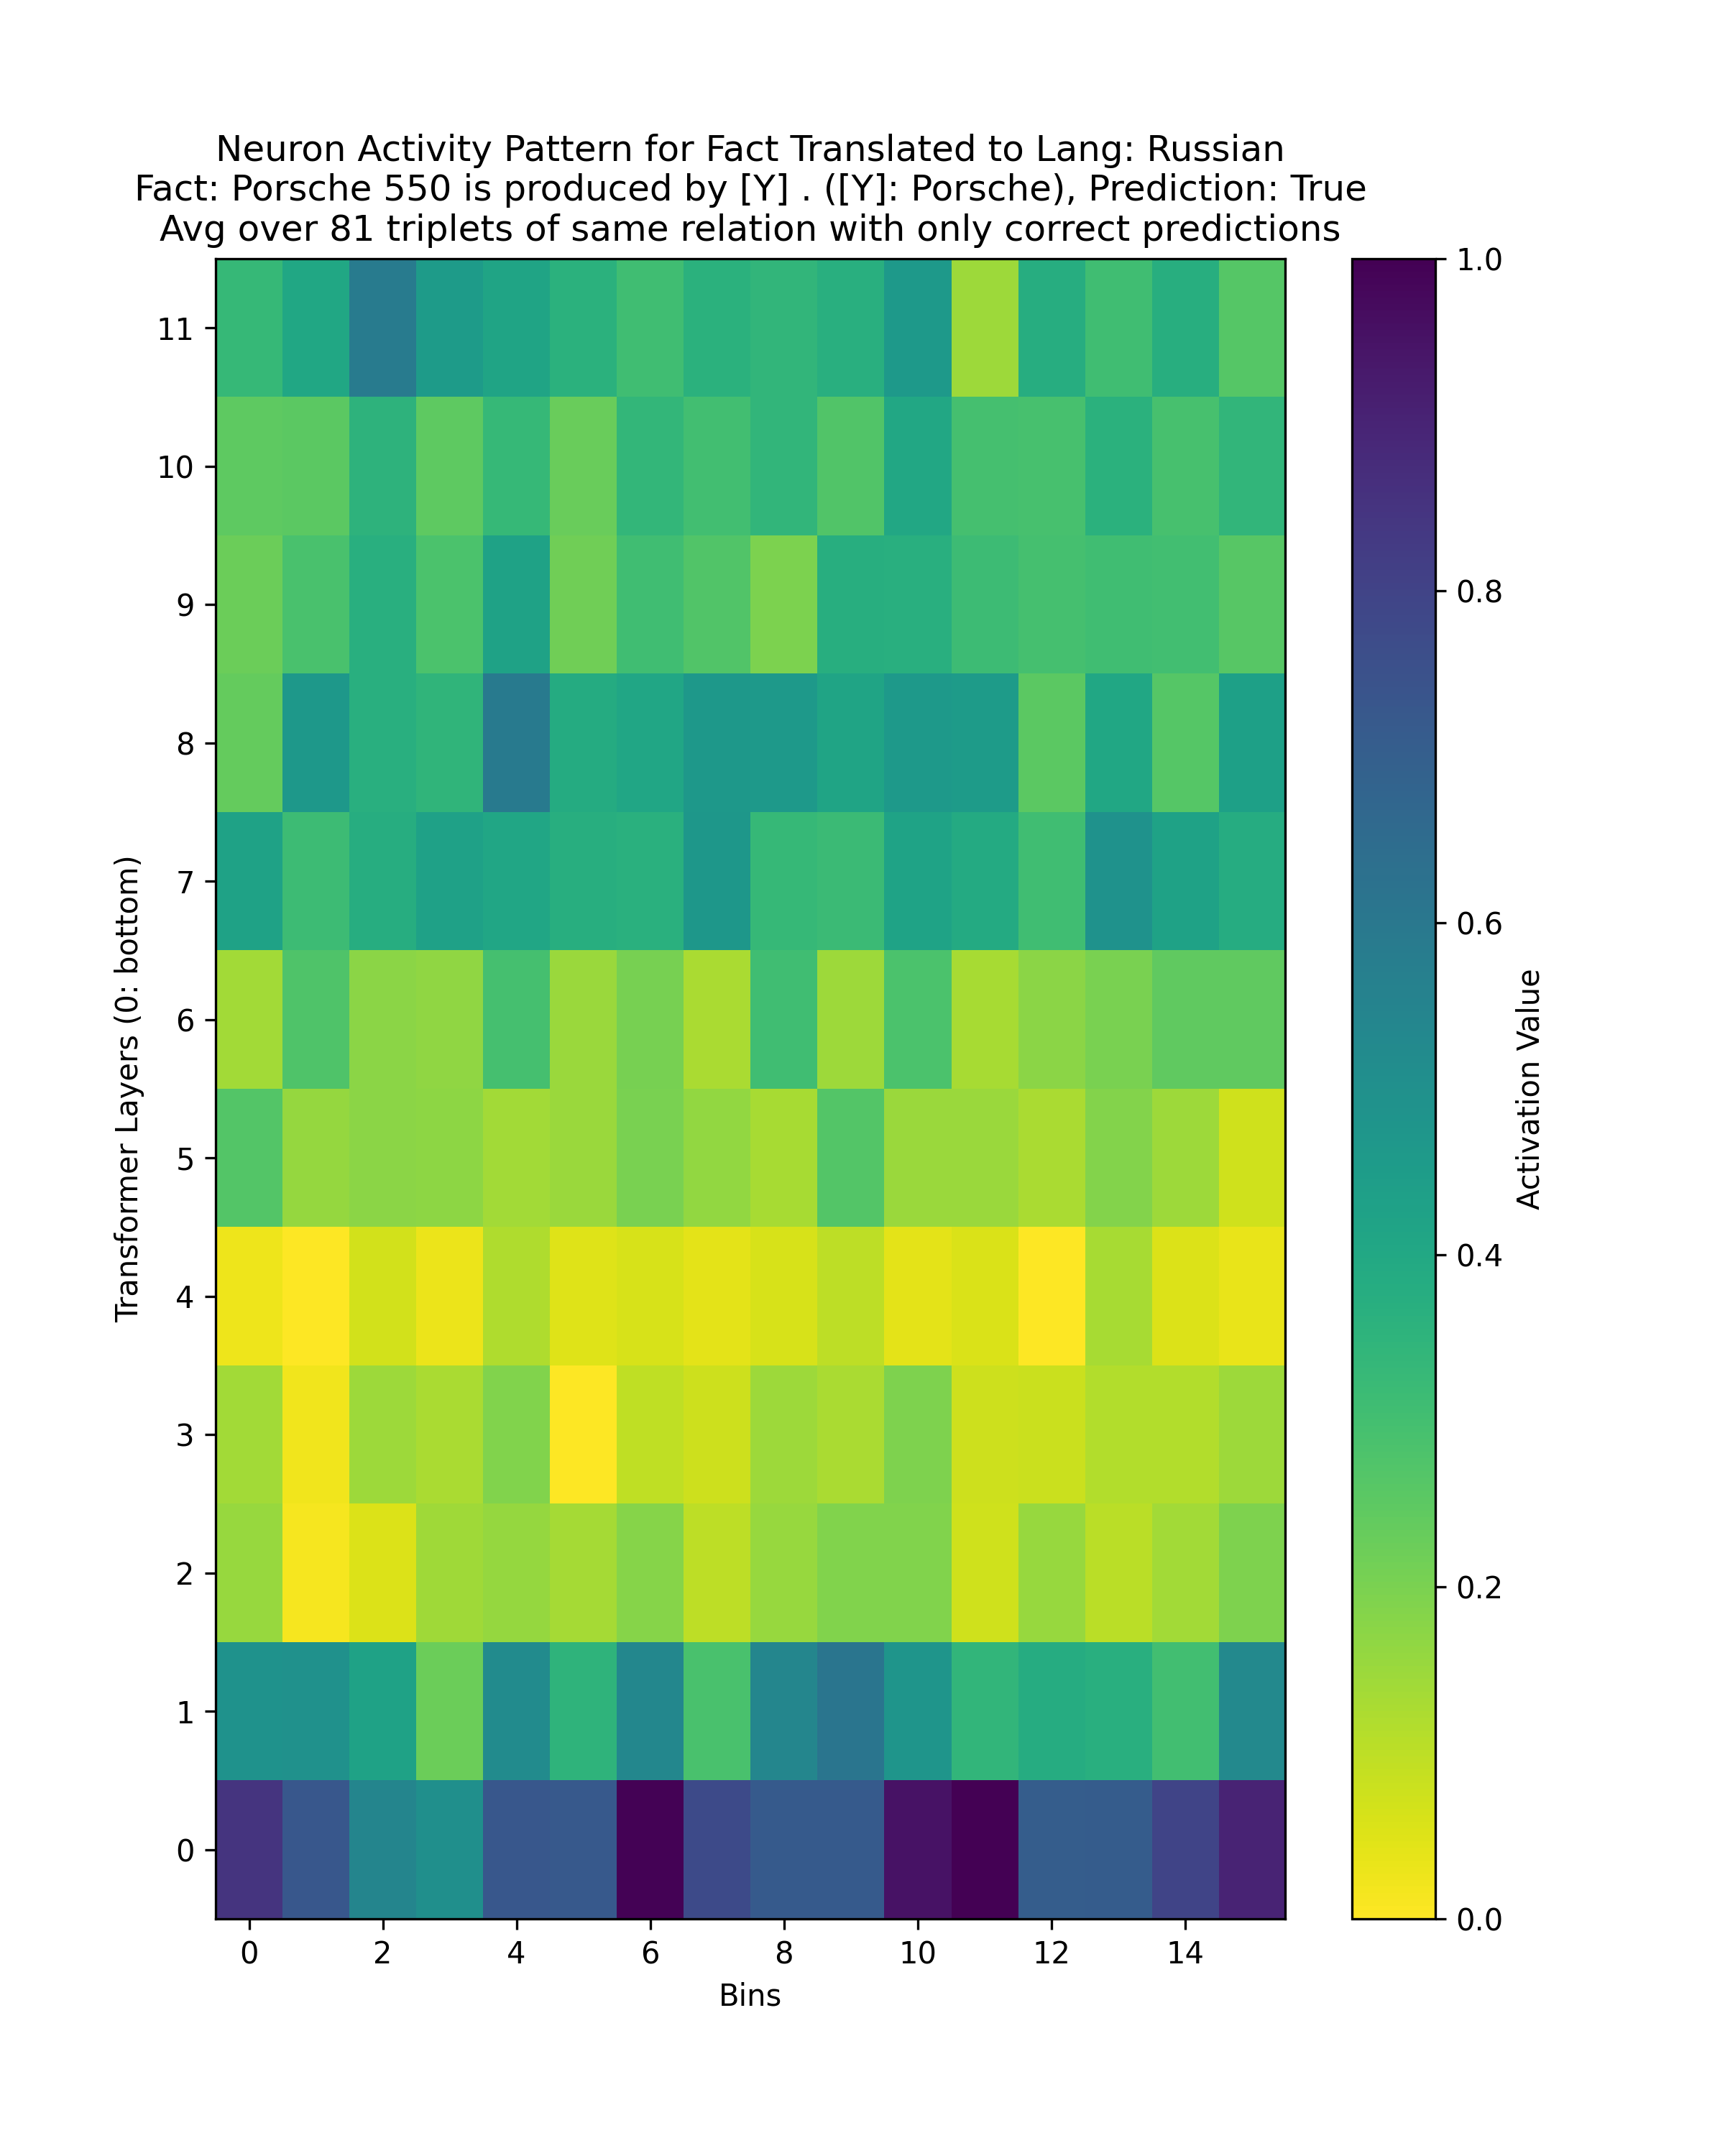 Neuron Activity Pattern for Fact Translated to Lang: Russian
Fact: Porsche 550 is produced by [Y] . ([Y]: Porsche), Prediction: True
Avg over 81 triplets of same relation with only correct predictions
Transformer Layers (0: bottom)
11
10
9
8
7
6
5
4
3
2
1
0
0 2 4 6 8 10 12 14
Bins
1.0
0.8
0.6
0.4
0.2
0.0
Activation Value